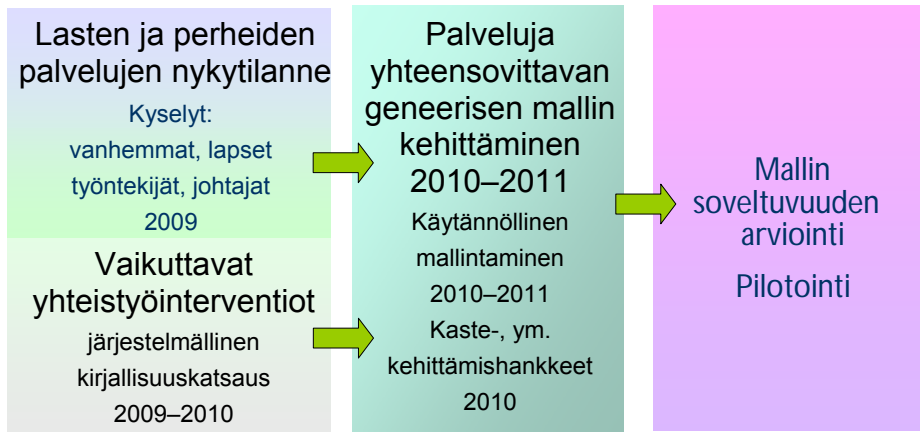 Lasten ja perheiden
palvelujen nykytilanne
Kyselyt:
vanhemmat, lapset
työntekijät, johtajat
2009
Vaikuttavat
yhteistyöinterventiot
järjestelmällinen
kirjallisuuskatsaus
2009–2010
Palveluja
yhteensovittavan
geneerisen mallin
kehittäminen
2010–2011
Käytännöllinen
mallintaminen
2010–2011
Kaste-, ym.
kehittämishankkeet
2010
Mallin
soveltuvuuden
arviointi
Pilotointi